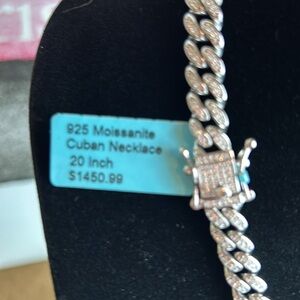 925 Moissanite
Cuban Necklace
20 Inch
$1450.99